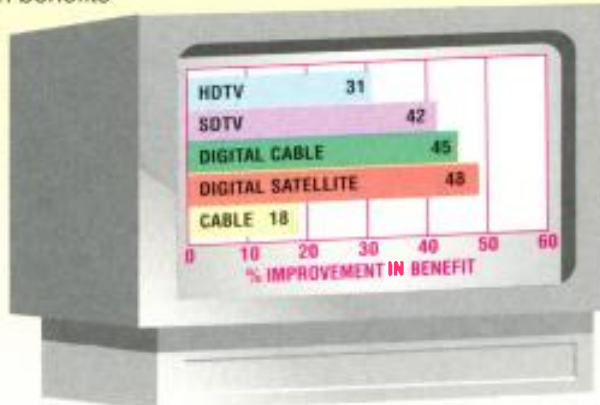 benefits
HDTV 31
SDTV 42
DIGITAL CABLE 45
DIGITAL SATELLITE 48
CABLE 18
0 10 20 30 40 50 60
% IMPROVEMENT IN BENEFIT